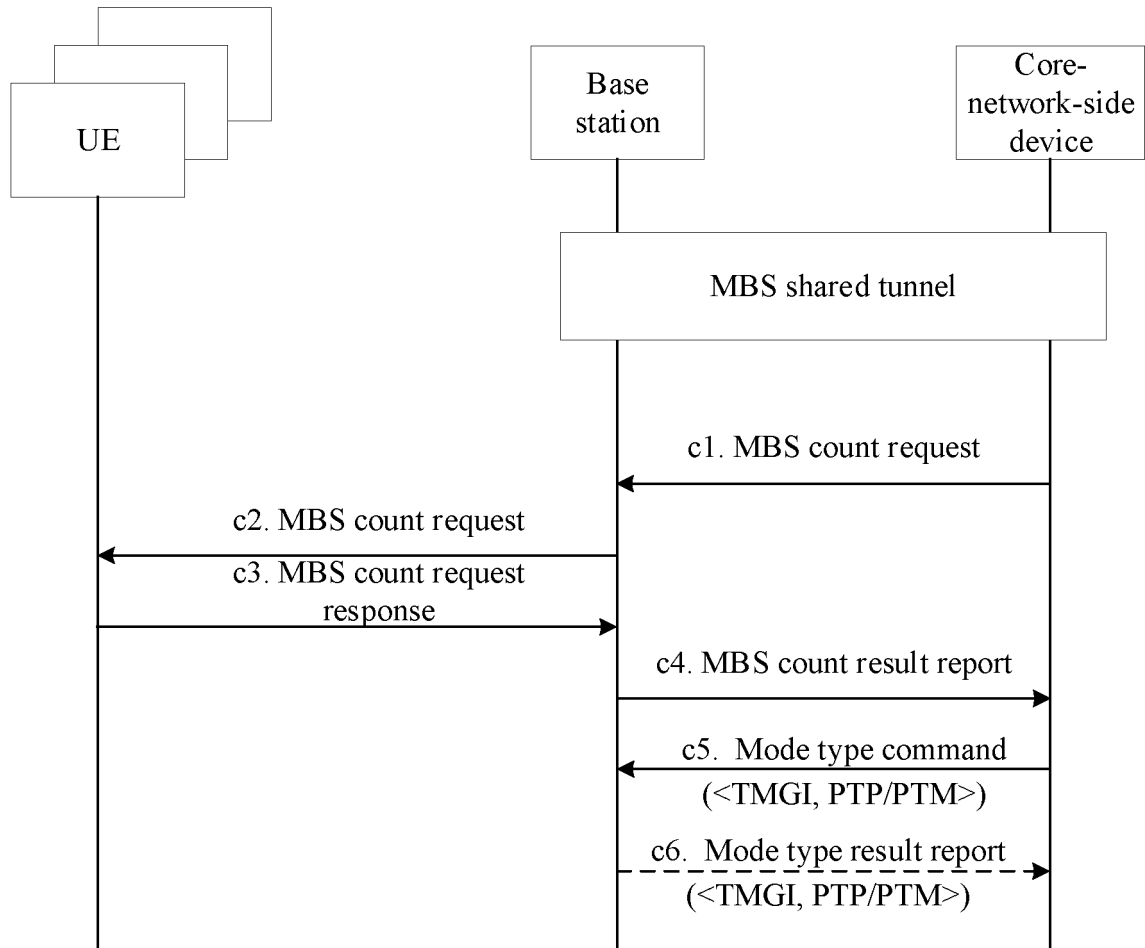 UE
Base
station
Core-
network-side
device
MBS shared tunnel
c1. MBS count request
c2. MBS count request
c3. MBS count request
response
c4. MBS count result report
c5. Mode type command
(<TMGI, PTP/PTM>)
c6. Mode type result report
(<TMGI, PTP/PTM>)